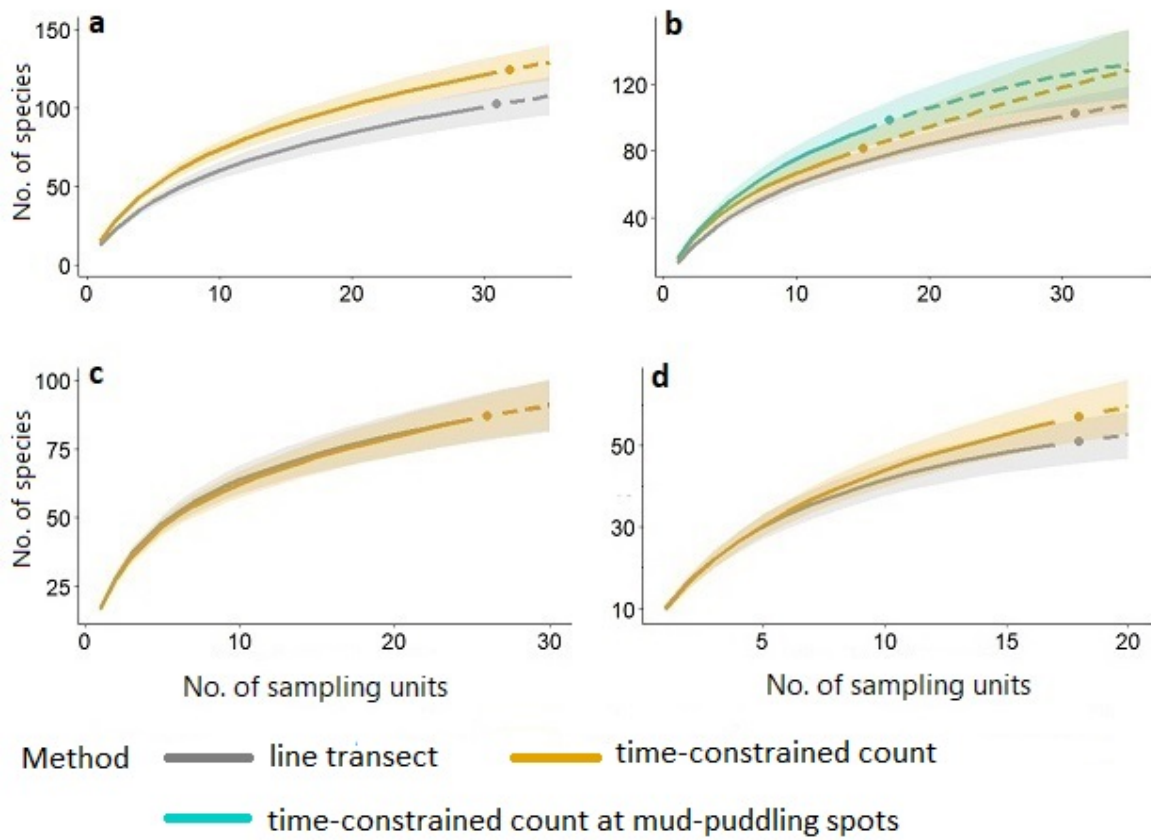 a
150
100
50
0
No. of species
0 10 20 30
b
120
80
40
0 10 20 30
c
100
75
50
25
No. of species
0 10 20 30
d
50
30
10
5 10 15 20
No. of sampling units
No. of sampling units
Method line transect time-constrained count
time-constrained count at mud-puddling spots